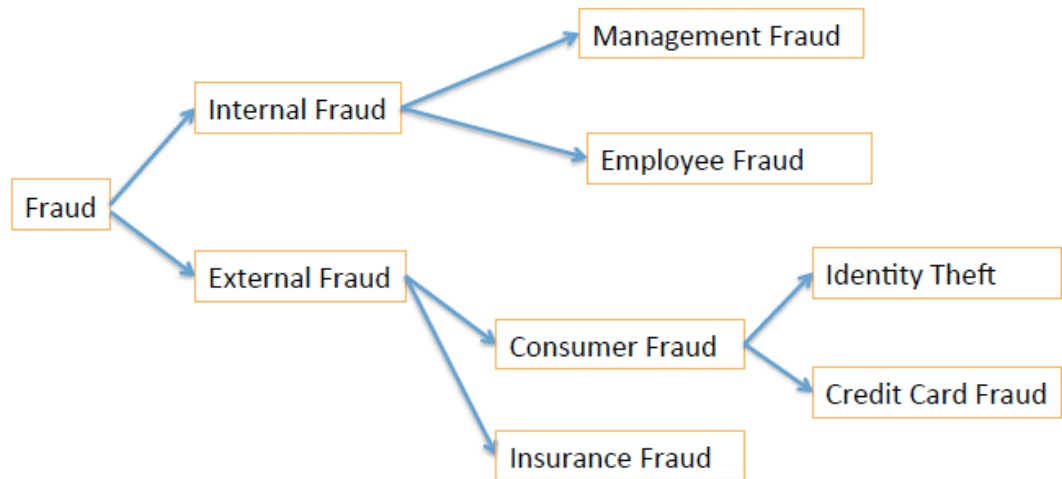 Management Fraud
Internal Fraud
Employee Fraud
Fraud
External Fraud
Identity Theft
Consumer Fraud
Credit Card Fraud
Insurance Fraud